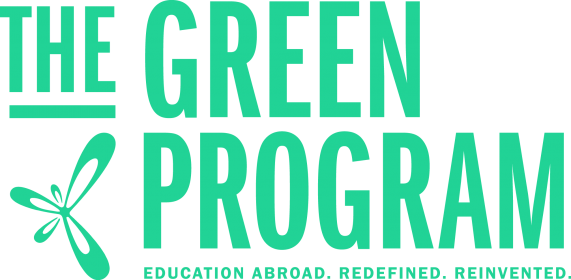 THE GREEN
PROGRAM
EDUCATION ABROAD. REDEFINED. REINVENTED.